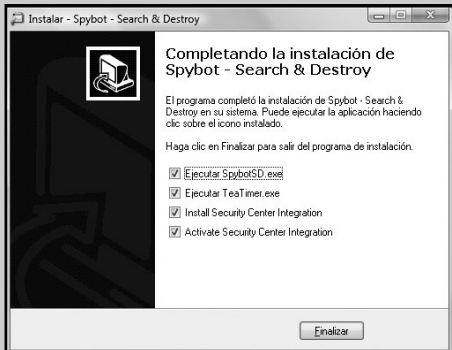 Instalar - Spybot - Search & Destroy
Completando la instalación de
Spybot - Search & Destroy
El programa completó la instalación de Spybot - Search &
Destroy en su sistema. Puede ejecutar la aplicación haciendo
clic sobre el icono instalado.
Haga clic en Finalizar para salir del programa de instalación.
Ejecutar SpybotSD.exe
Ejecutar TeaTimer.exe
Install Security Center Integration
Activate Security Center Integration
Finalizar